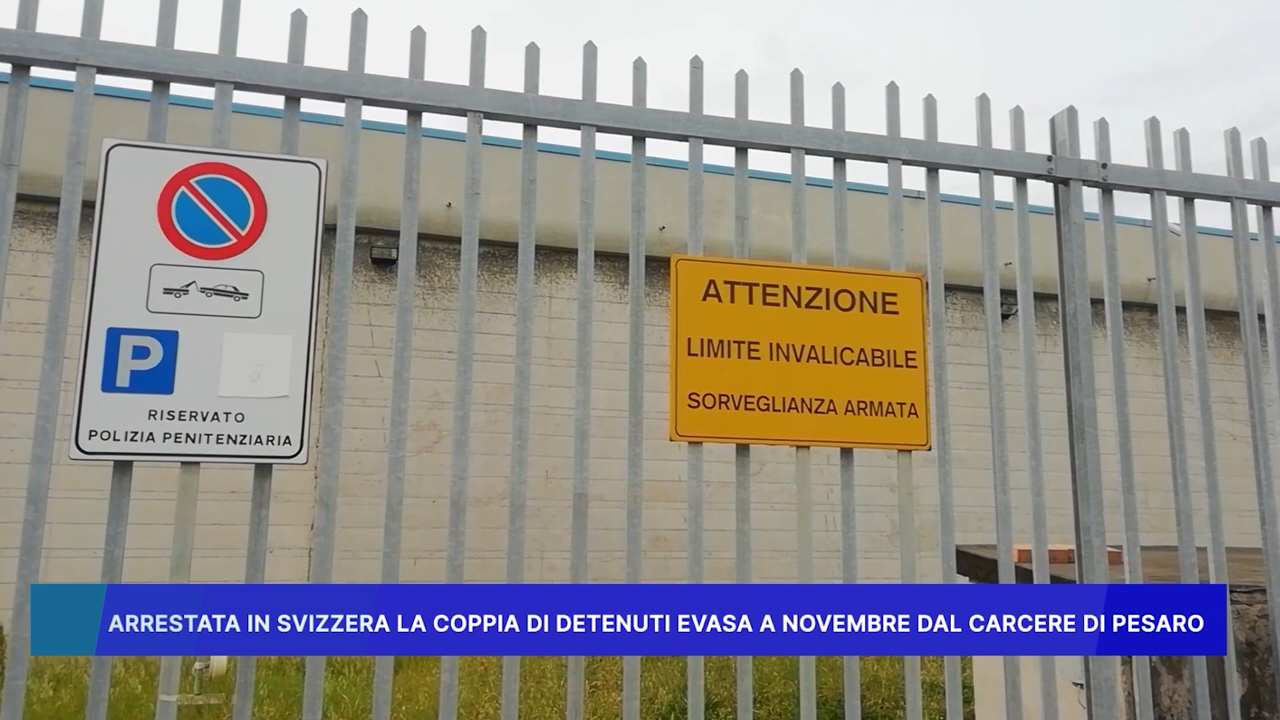 P
RISERVATO
POLIZIA PENITENZIARIA
ATTENZIONE
LIMITE INVALICABILE
SORVEGLIANZA ARMATA
ARRESTATA IN SVIZZERA LA COPPIA DI DETENUTI EVASA A NOVEMBRE DAL CARCERE DI PESARO